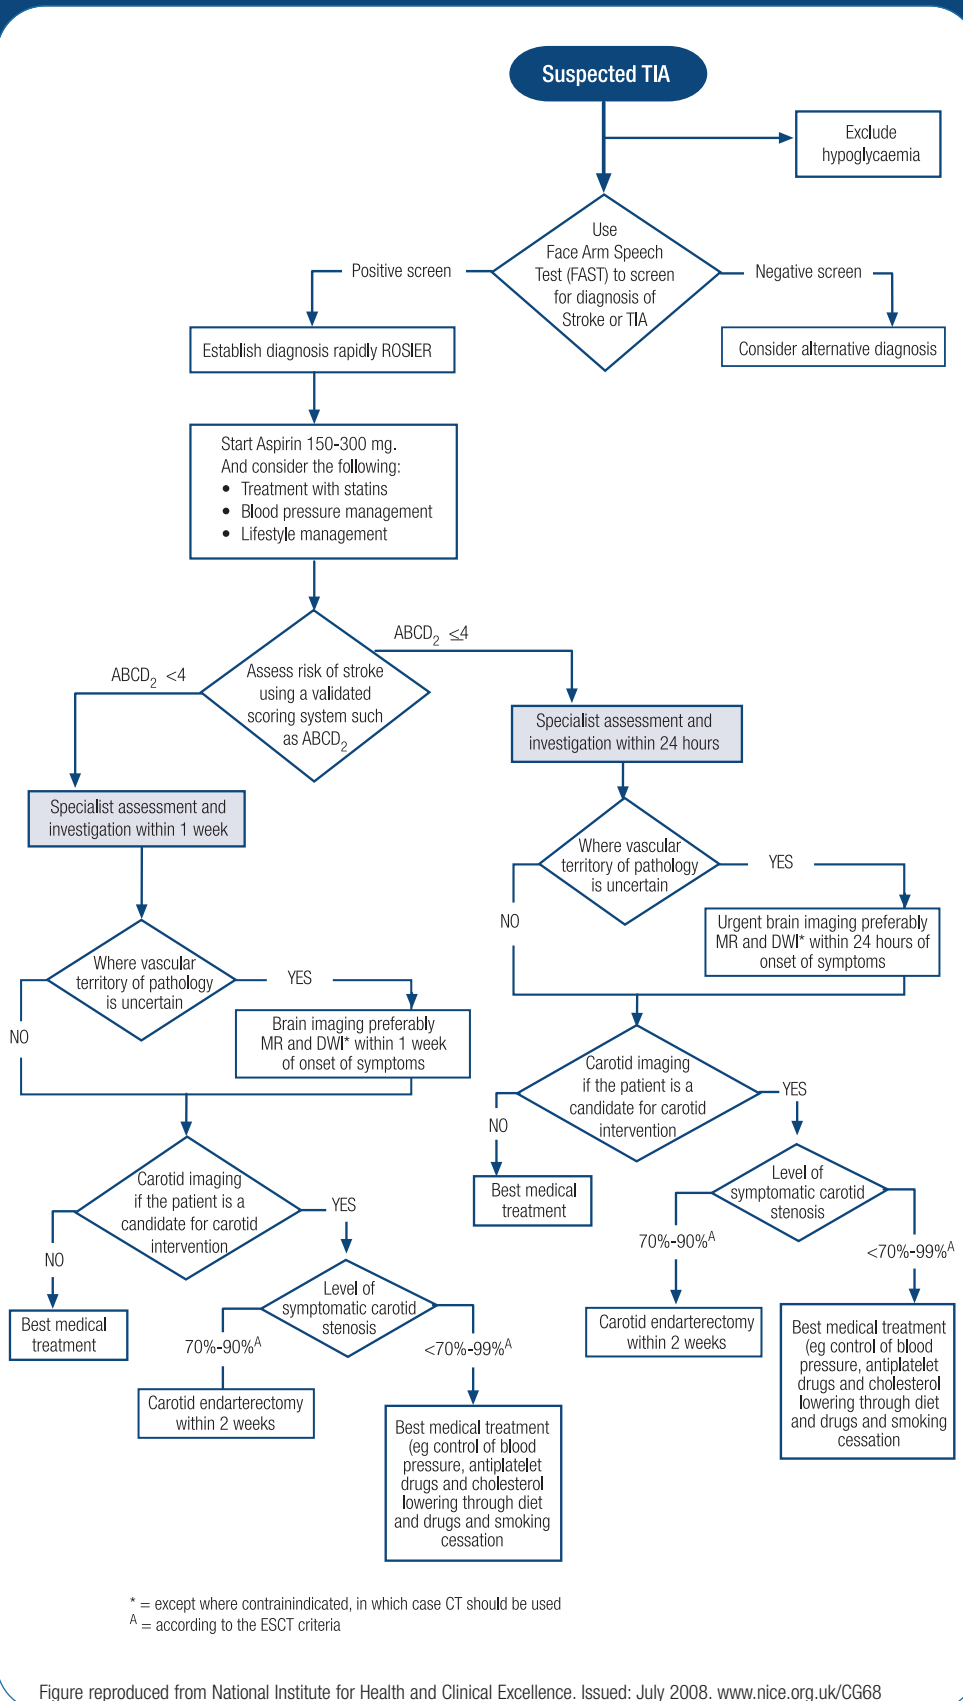 Suspected TIA
Exclude
hypoglycaemia
Use
Face Arm Speech
Test (FAST) to screen
for diagnosis of
Stroke or TIA
Positive screen
Negative screen
Establish diagnosis rapidly ROSIER
Consider alternative diagnosis
Start Aspirin 150-300 mg.
And consider the following:
• Treatment with statins
• Blood pressure management
• Lifestyle management
Assess risk of stroke
using a validated
scoring system such
as ABCD2
ABCD2 <4
ABCD2 ≤4
Specialist assessment and
investigation within 1 week
Where vascular
territory of pathology
is uncertain
YES
NO
Brain imaging preferably
MR and DWI* within 1 week
of onset of symptoms
Carotid imaging
if the patient is a
candidate for carotid
intervention
YES
NO
Best medical
treatment
Level of
symptomatic carotid
stenosis
70%-90%A
<70%-99%A
Carotid endarterectomy
within 2 weeks
Best medical treatment
(eg control of blood
pressure, antiplatelet
drugs and cholesterol
lowering through diet
and drugs and smoking
cessation
Specialist assessment and
investigation within 24 hours
Where vascular
territory of pathology
is uncertain
YES
NO
Urgent brain imaging preferably
MR and DWI* within 24 hours of
onset of symptoms
Carotid imaging
if the patient is a
candidate for carotid
intervention
YES
NO
Best medical
treatment
Level of
symptomatic carotid
stenosis
70%-90%A
<70%-99%A
Carotid endarterectomy
within 2 weeks
Best medical treatment
(eg control of blood
pressure, antiplatelet
drugs and cholesterol
lowering through diet
and drugs and smoking
cessation
* = except where contrainindicated, in which case CT should be used
A = according to the ESCT criteria
Figure reproduced from National Institute for Health and Clinical Excellence. Issued: July 2008. www.nice.org.uk/CG68